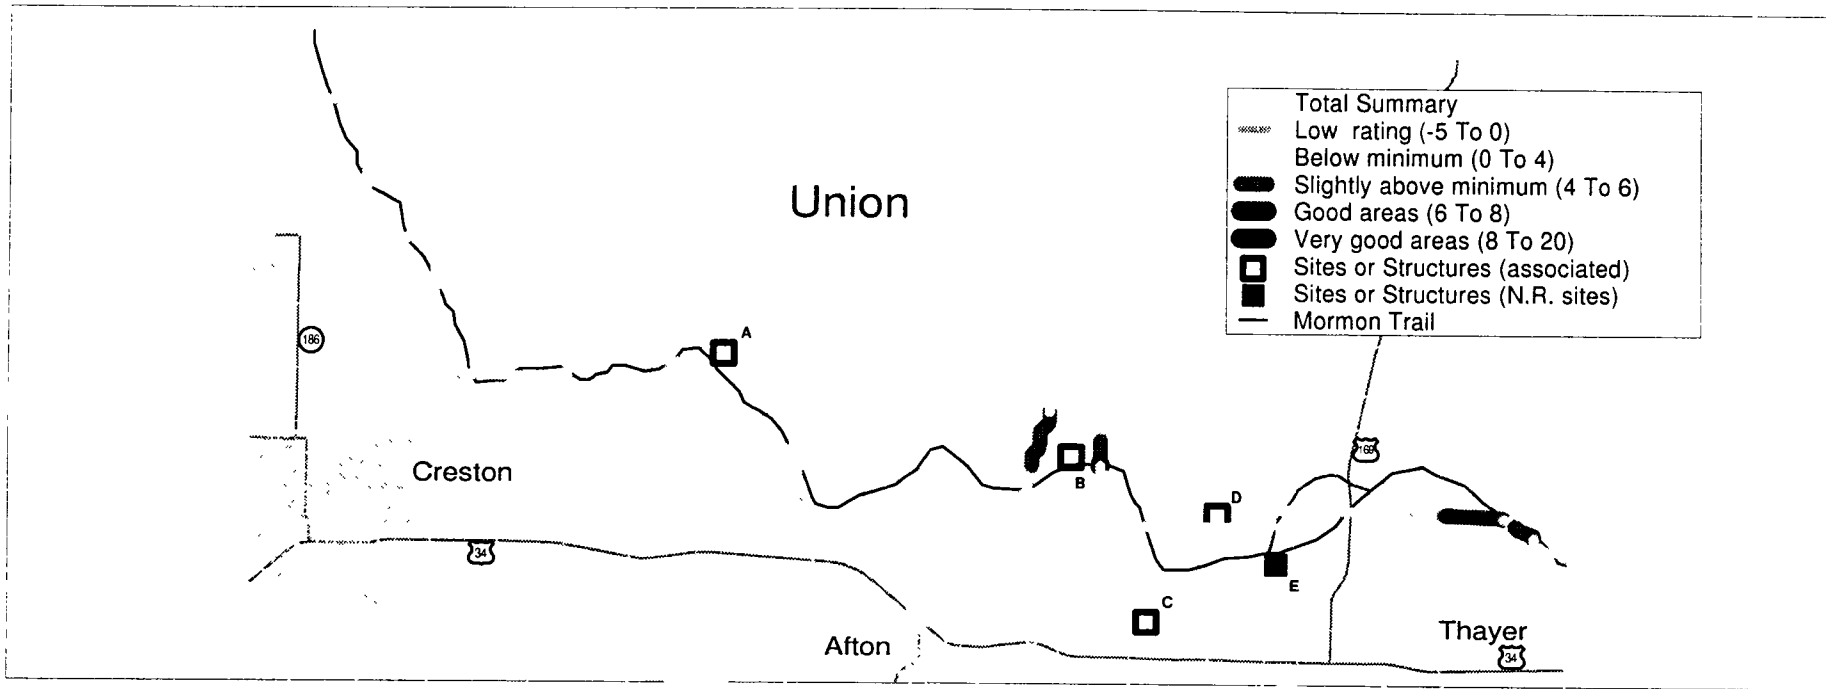 Total Summary
Low rating (-5 To 0)
Below minimum (0 To 4)
Slightly above minimum (4 To 6)
Good areas (6 To 8)
Very good areas (8 To 20)
Sites or Structures (associated)
Sites or Structures (N.R. sites)
Mormon Trail
Union
A
186
169
B
Creston
D
34
E
C
Thayer
Afton
34